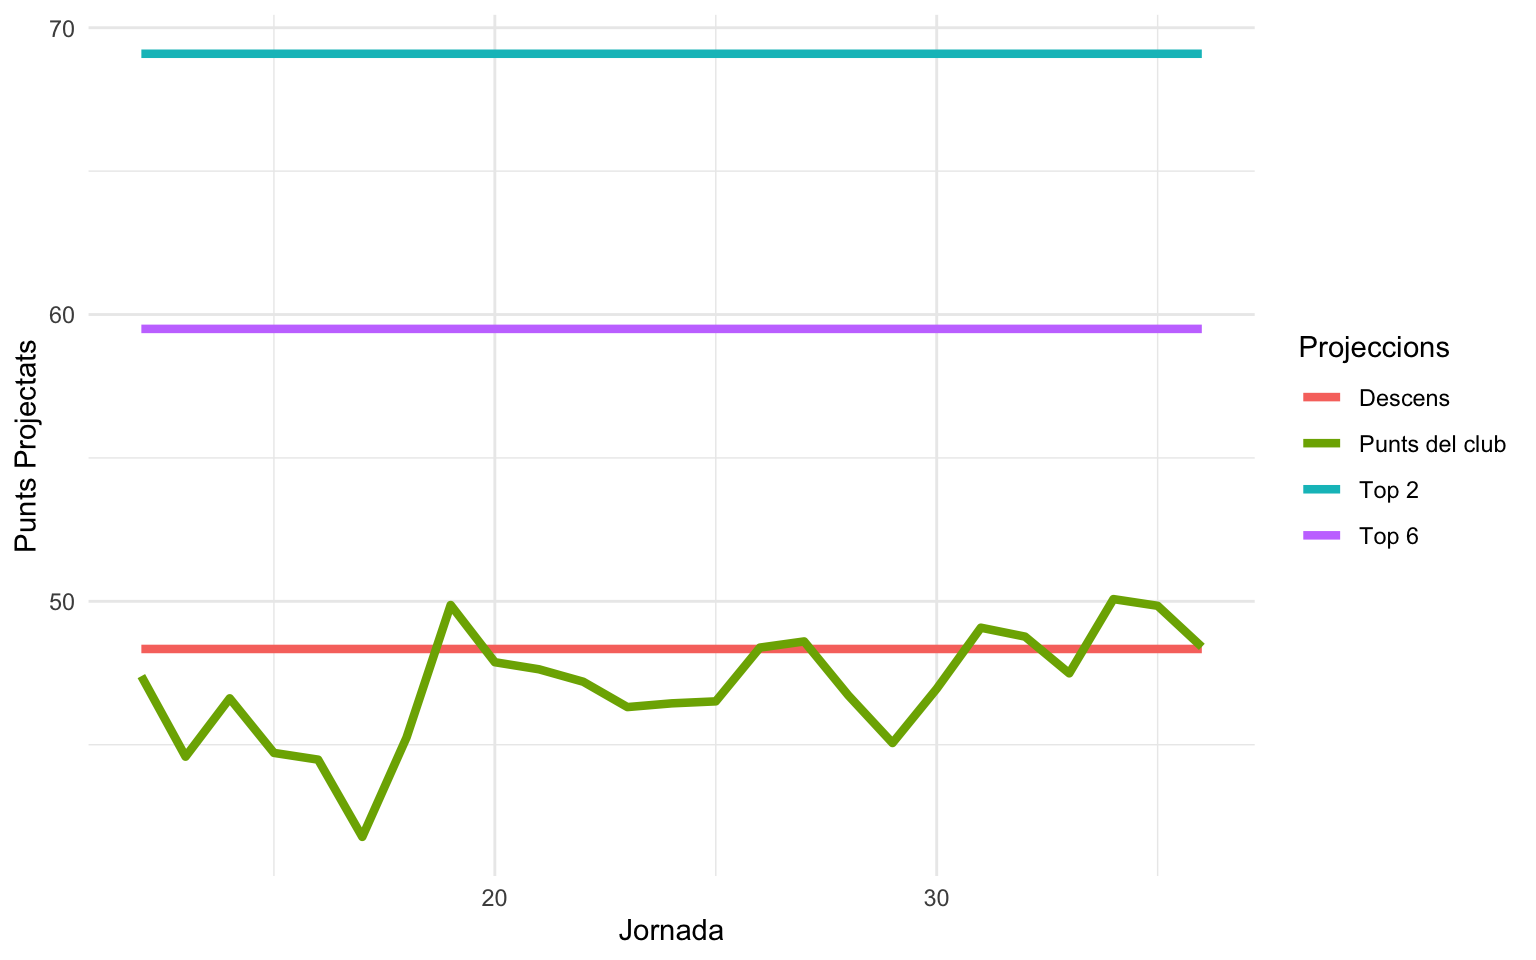 70
60
50
Punts Projectats
20
30
Jornada
Projeccions
Descens
Punts del club
Top 2
Top 6